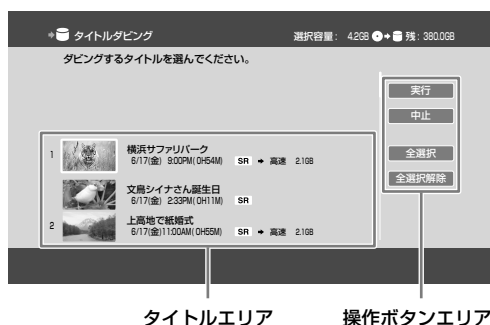 タイトルダビング 選択容量: 4.2GB 残: 380.0GB
ダビングするタイトルを選んでください。
実行
中止
全選択
全選択解除
1 横浜サファリパーク
6/17(金) 9:00PM(0H54M) SR 高速 2.1GB
文鳥シイナさん誕生日
6/17(金) 2:33PM(0H11M) SR
2 上高地で紙婚式
6/17(金)11:00AM(0H55M) SR 高速 2.1GB
タイトルエリア 操作ボタンエリア